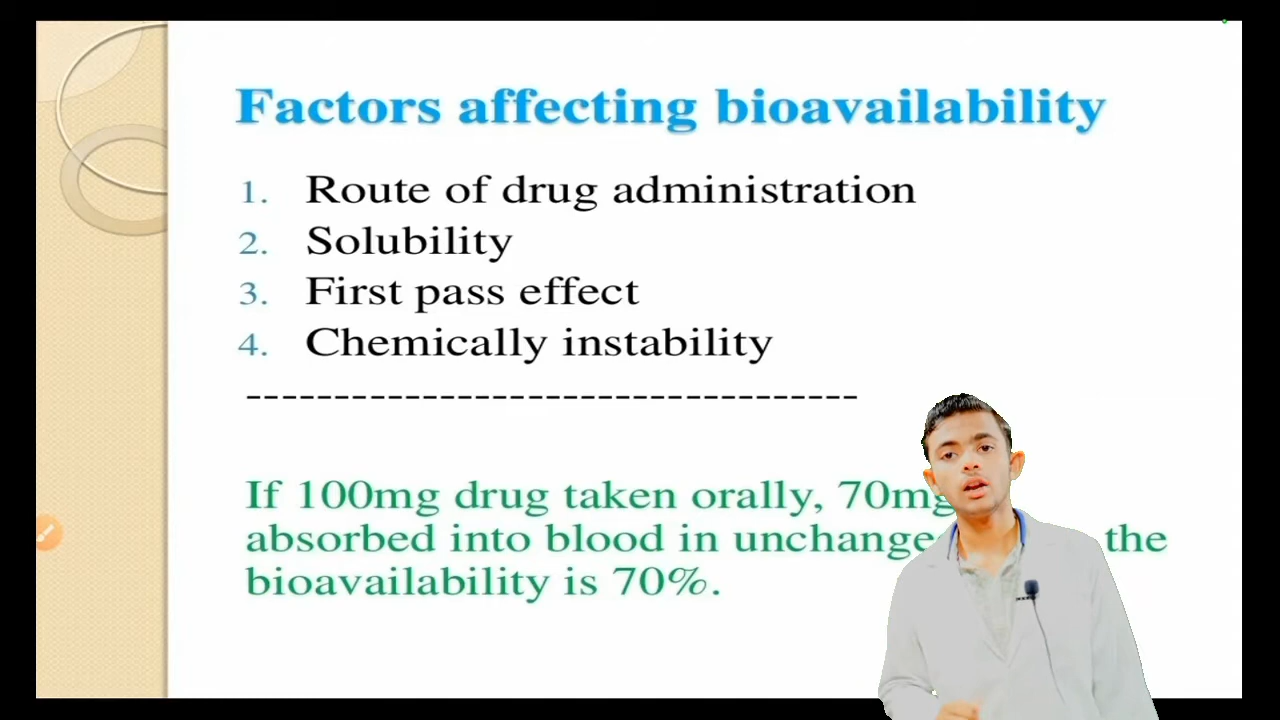 Factors affecting bioavailability
1. Route of drug administration
2. Solubility
3. First pass effect
4. Chemically instability
-----------------------------------
If 100mg drug taken orally, 70mg
absorbed into blood in unchange the
bioavailability is 70%.